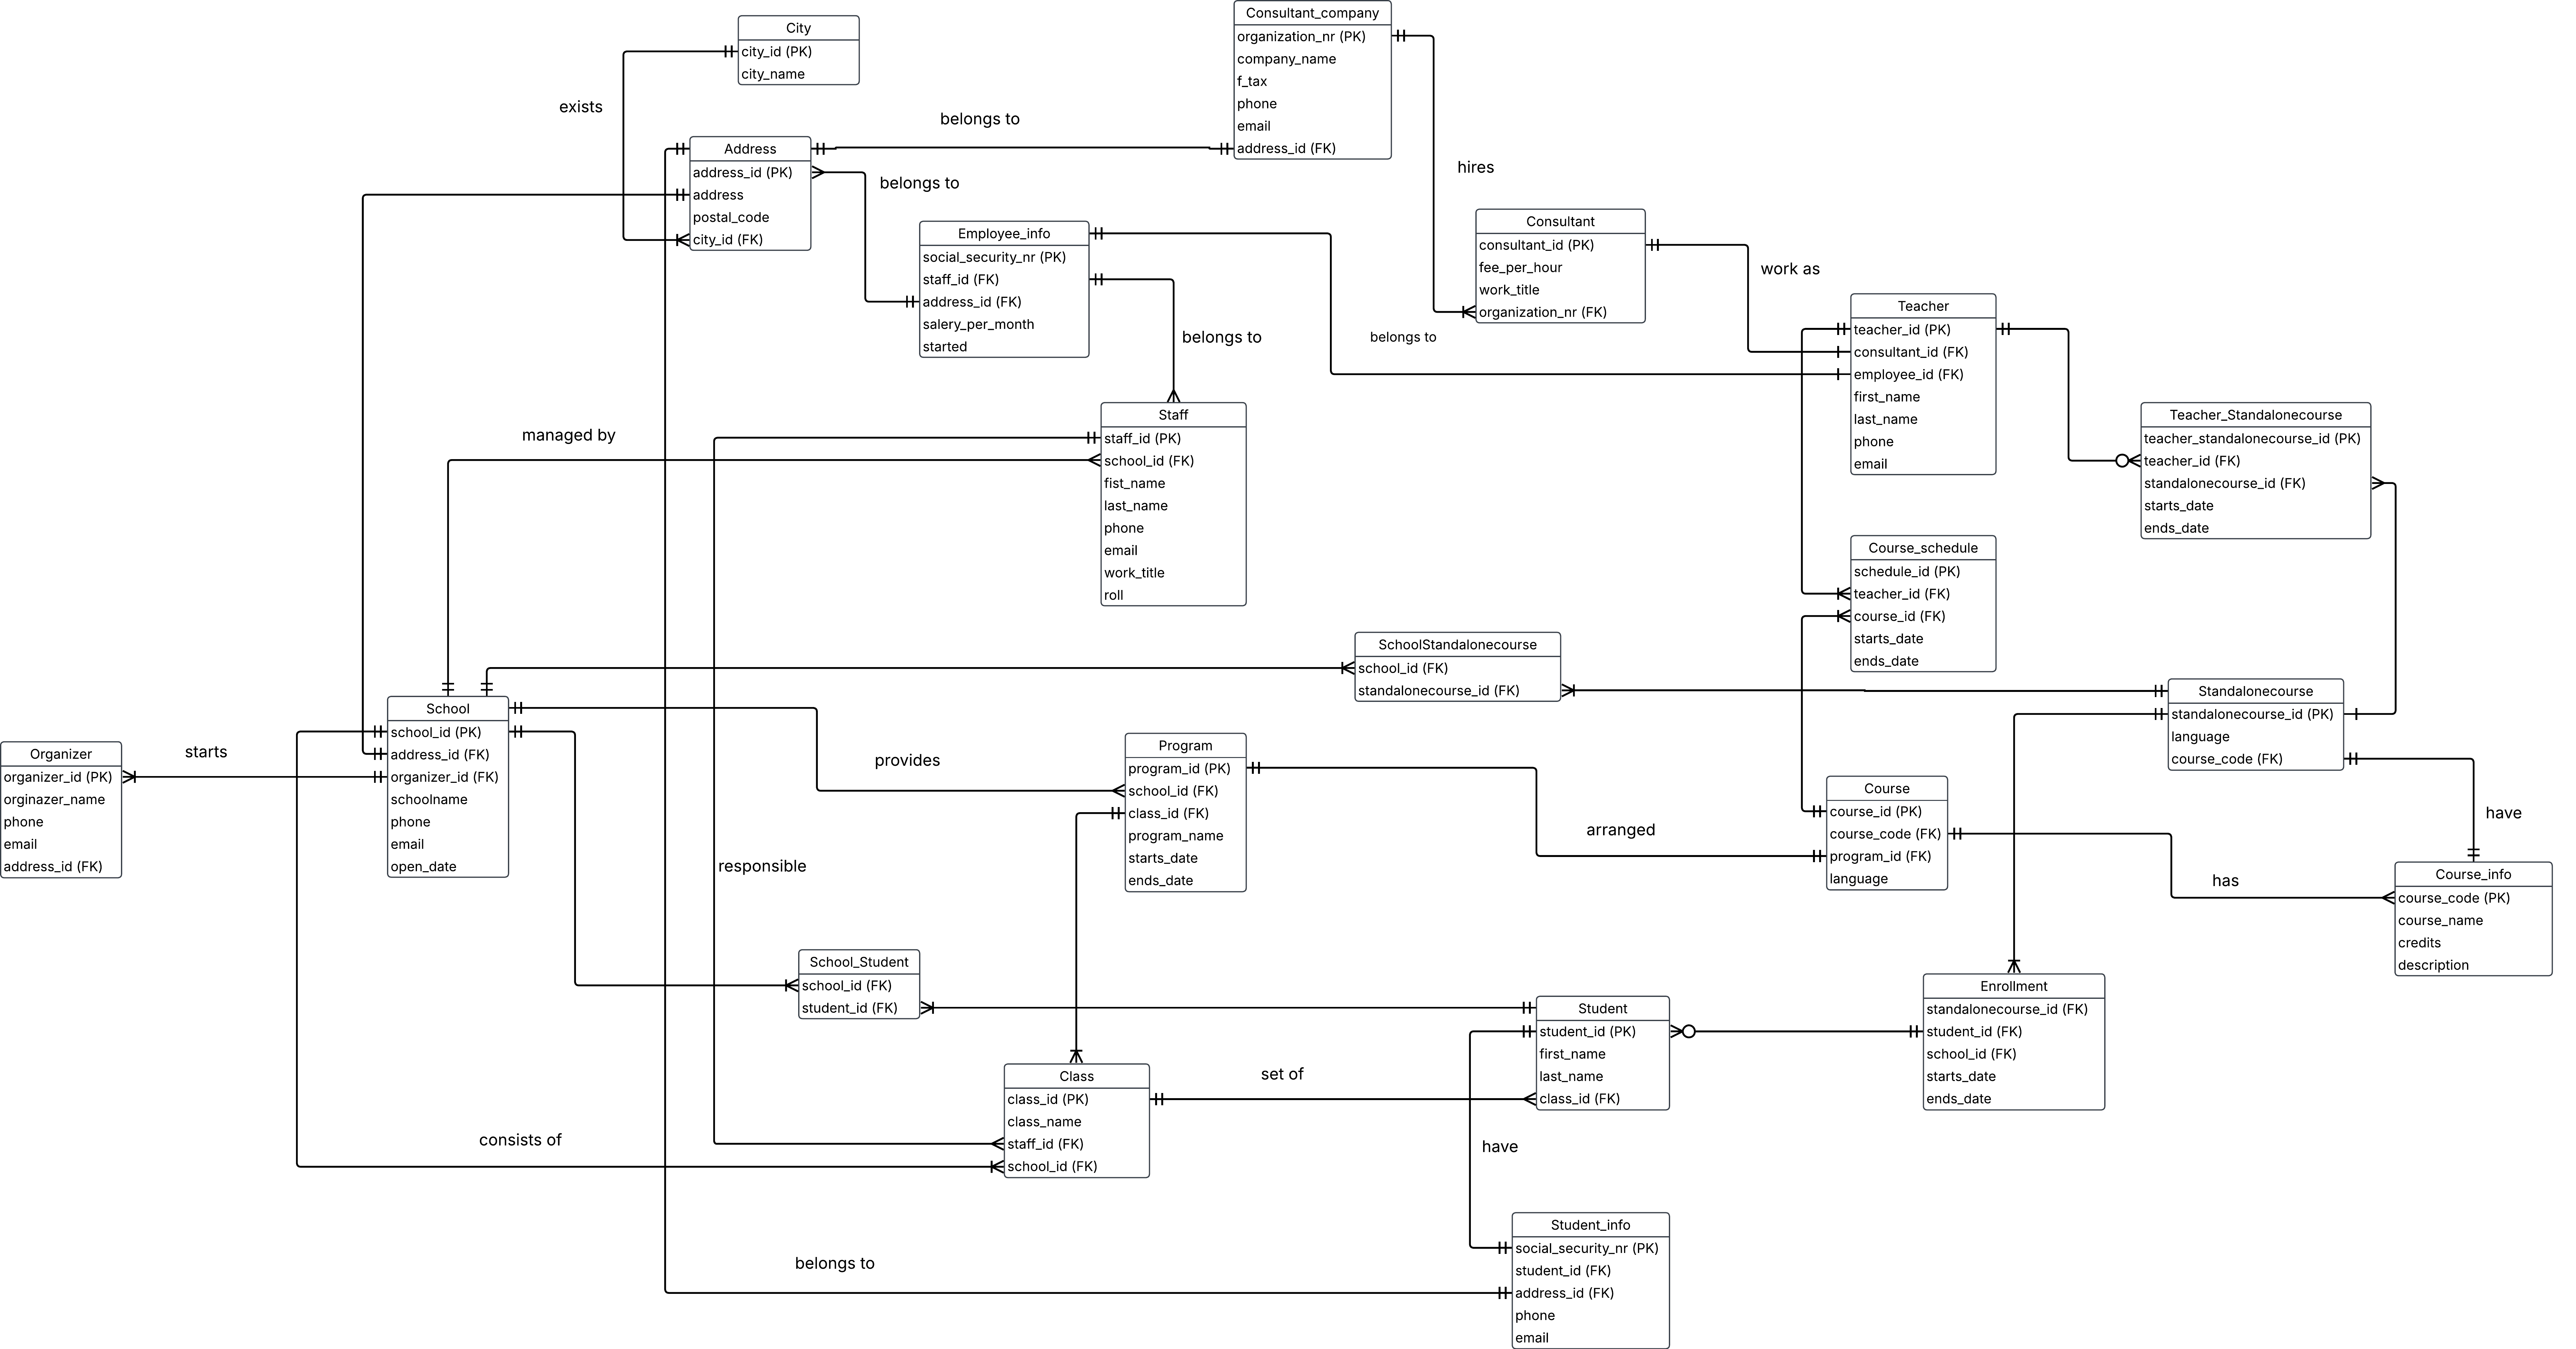 City
city_id (PK)
city_name
exists
Consultant_company
organization_nr (PK)
company_name
f_tax
phone
email
address_id (FK)
belongs to
Address
address_id (PK)
address
postal_code
city_id (FK)
belongs to
hires
Employee_info
social_security_nr (PK)
staff_id (FK)
address_id (FK)
salery_per_month
started
Consultant
consultant_id (PK)
fee_per_hour
work_title
organization_nr (FK)
work as
belongs to
belongs to
Teacher
teacher_id (PK)
consultant_id (FK)
employee_id (FK)
first_name
last_name
phone
email
managed by
Staff
staff_id (PK)
school_id (FK)
fist_name
last_name
phone
email
work_title
roll
Teacher_Standalonecourse
teacher_standalonecourse_id (PK)
teacher_id (FK)
standalonecourse_id (FK)
starts_date
ends_date
Course_schedule
schedule_id (PK)
teacher_id (FK)
course_id (FK)
starts_date
ends_date
SchoolStandalonecourse
school_id (FK)
standalonecourse_id (FK)
Standalonecourse
standalonecourse_id (PK)
language
course_code (FK)
Organizer
organizer_id (PK)
orginazer_name
phone
email
address_id (FK)
starts
School
school_id (PK)
address_id (FK)
organizer_id (FK)
schoolname
phone
email
open_date
provides
Program
program_id (PK)
school_id (FK)
class_id (FK)
program_name
starts_date
ends_date
arranged
Course
course_id (PK)
course_code (FK)
program_id (FK)
language
have
has
Course_info
course_code (PK)
course_name
credits
description
responsible
School_Student
school_id (FK)
student_id (FK)
Student
student_id (PK)
first_name
last_name
class_id (FK)
Enrollment
standalonecourse_id (FK)
student_id (FK)
school_id (FK)
starts_date
ends_date
Class
class_id (PK)
class_name
staff_id (FK)
school_id (FK)
set of
consists of
have
Student_info
social_security_nr (PK)
student_id (FK)
address_id (FK)
phone
email
belongs to